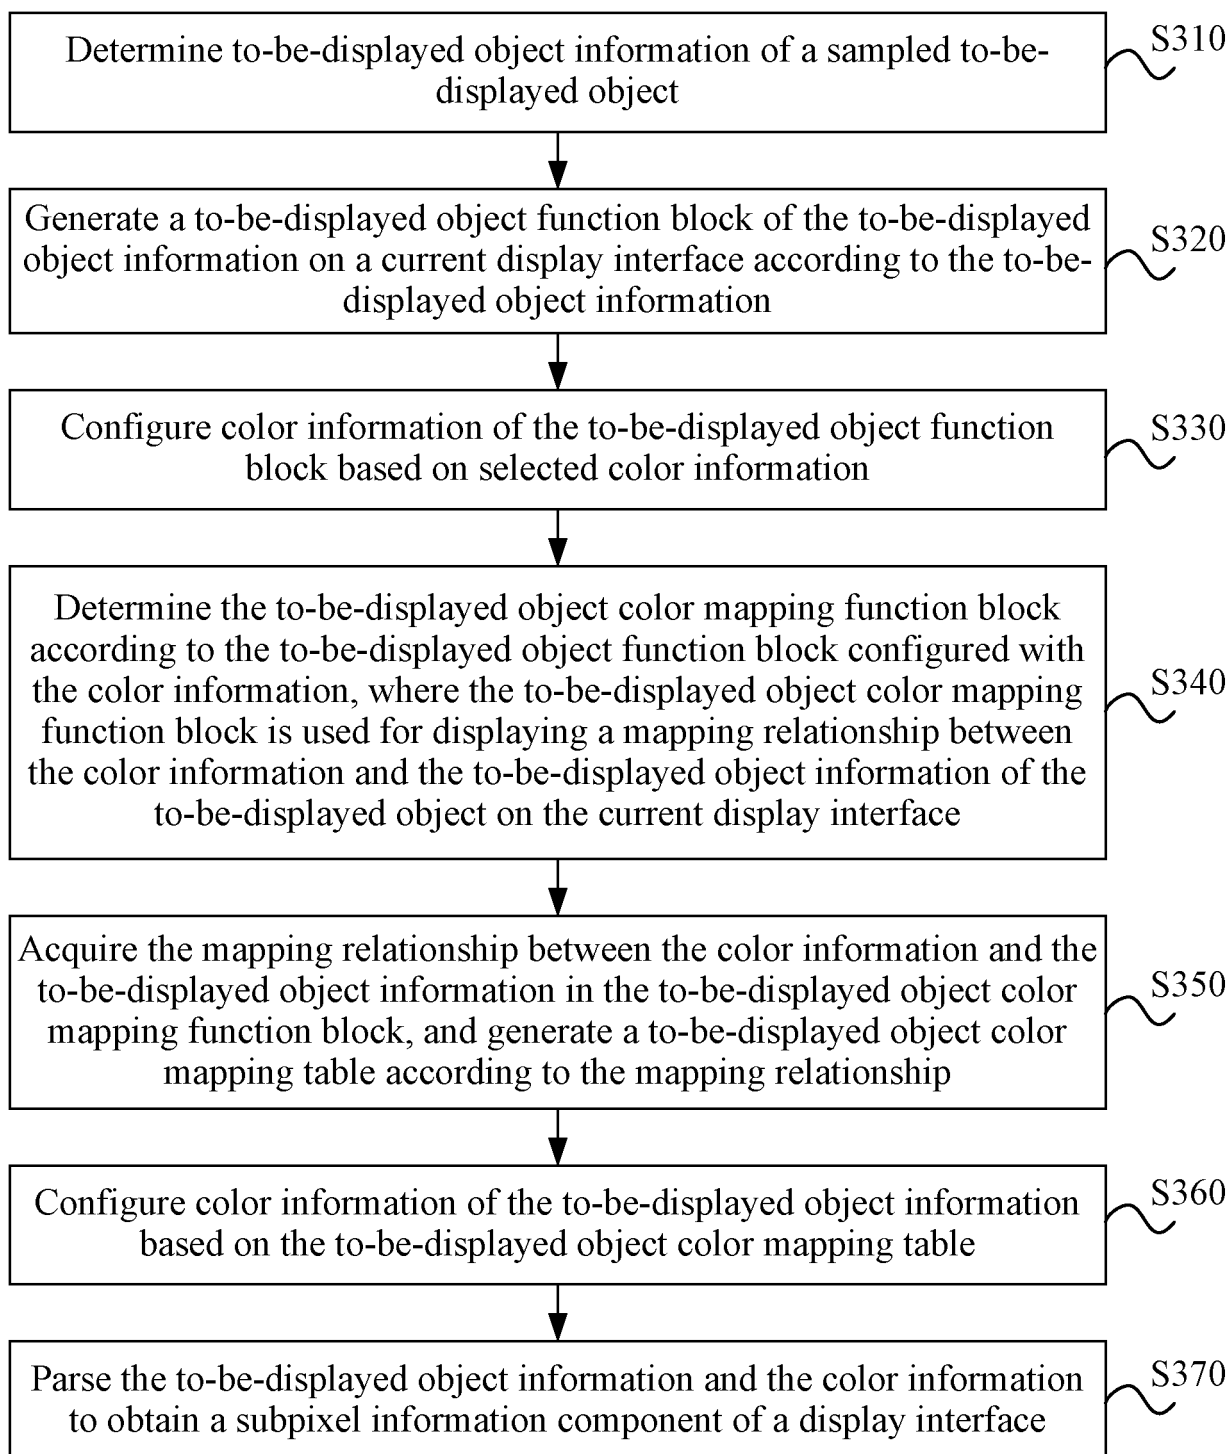 Determine to-be-displayed object information of a sampled to-be-
displayed object
S310
Generate a to-be-displayed object function block of the to-be-displayed
object information on a current display interface according to the to-be-
displayed object information
S320
Configure color information of the to-be-displayed object function
block based on selected color information
S330
Determine the to-be-displayed object color mapping function block
according to the to-be-displayed object function block configured with
the color information, where the to-be-displayed object color mapping
function block is used for displaying a mapping relationship between
the color information and the to-be-displayed object information of the
to-be-displayed object on the current display interface
S340
Acquire the mapping relationship between the color information and the
to-be-displayed object information in the to-be-displayed object color
mapping function block, and generate a to-be-displayed object color
mapping table according to the mapping relationship
S350
Configure color information of the to-be-displayed object information
based on the to-be-displayed object color mapping table
S360
Parse the to-be-displayed object information and the color information
to obtain a subpixel information component of a display interface
S370